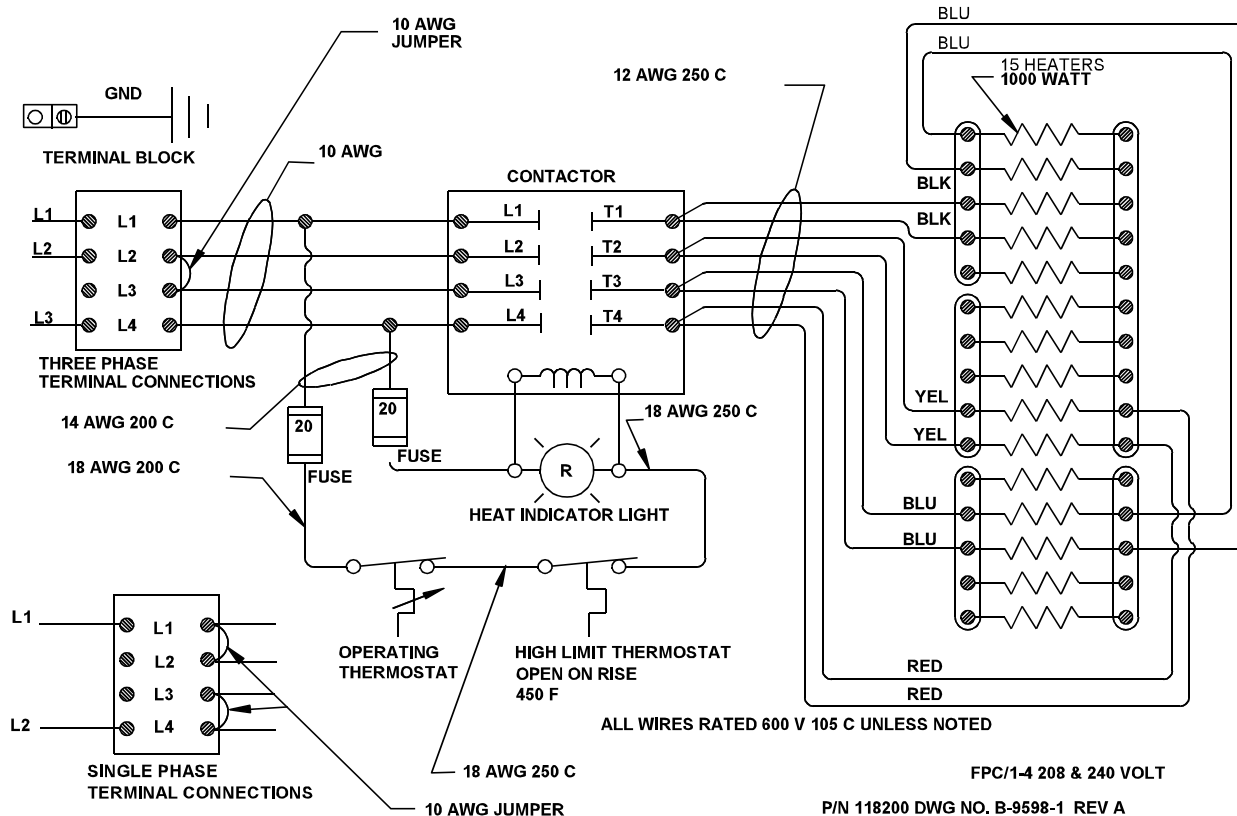 10 AWG
JUMPER
BLU
BLU
15 HEATERS
1000 WATT
12 AWG 250 C
GND
TERMINAL BLOCK
10 AWG
CONTACTOR
BLK
BLK
L1
L1
L1
T1
L2
L2
L2
T2
L3
L3
T3
L3
L4
L4
T4
THREE PHASE
TERMINAL CONNECTIONS
14 AWG 200 C
20
20
18 AWG 250 C
YEL
YEL
18 AWG 200 C
FUSE
FUSE
R
HEAT INDICATOR LIGHT
BLU
BLU
L1
L1
L2
L3
L2
L4
SINGLE PHASE
TERMINAL CONNECTIONS
OPERATING
THERMOSTAT
HIGH LIMIT THERMOSTAT
OPEN ON RISE
450 F
RED
RED
ALL WIRES RATED 600 V 105 C UNLESS NOTED
18 AWG 250 C
10 AWG JUMPER
FPC/1-4 208 & 240 VOLT
P/N 118200 DWG NO. B-9598-1 REV A